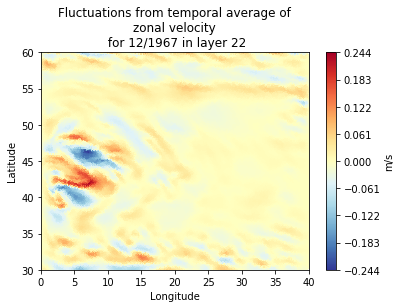 Fluctuations from temporal average of
zonal velocity
for 12/1967 in layer 22
60
55
50
45
40
35
30
Latitude
0 5 10 15 20 25 30 35 40
Longitude
0.244
0.183
0.122
0.061
0.000
−0.061
−0.122
−0.183
−0.244
m/s